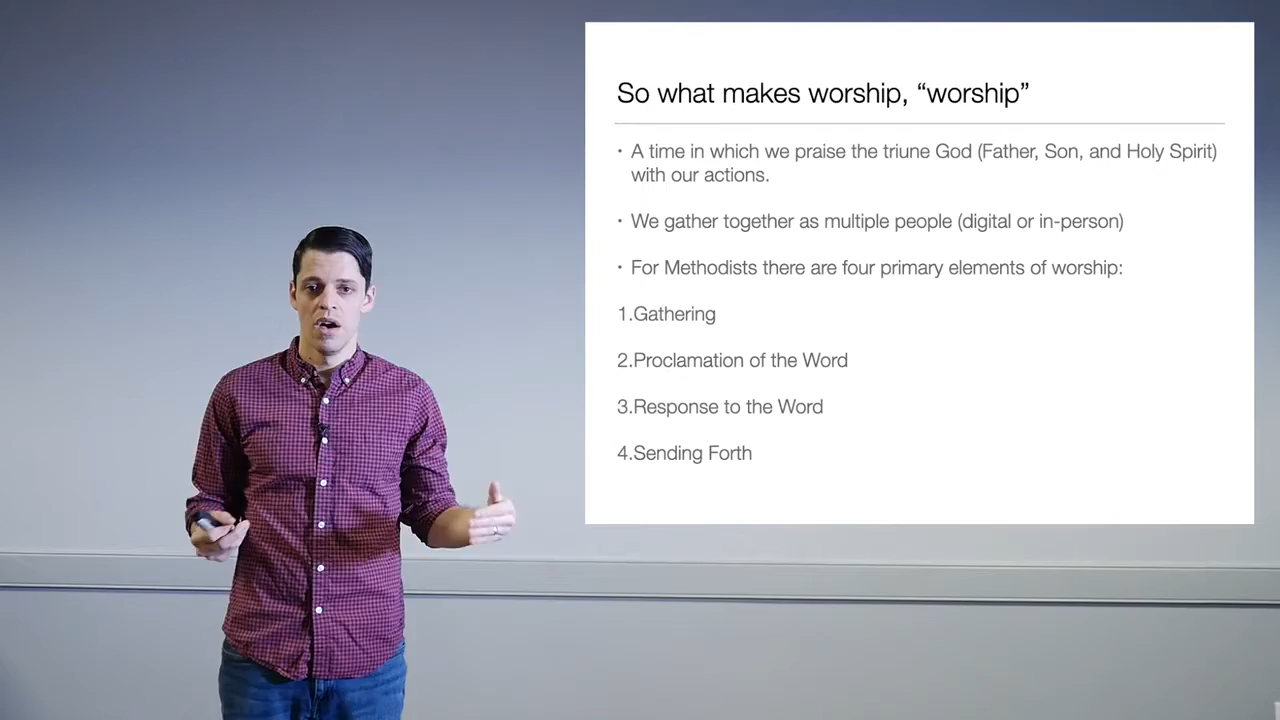 So what makes worship, “worship”
· A time in which we praise the triune God (Father, Son, and Holy Spirit)
with our actions.
· We gather together as multiple people (digital or in-person)
· For Methodists there are four primary elements of worship:
1.Gathering
2.Proclamation of the Word
3.Response to the Word
4.Sending Forth